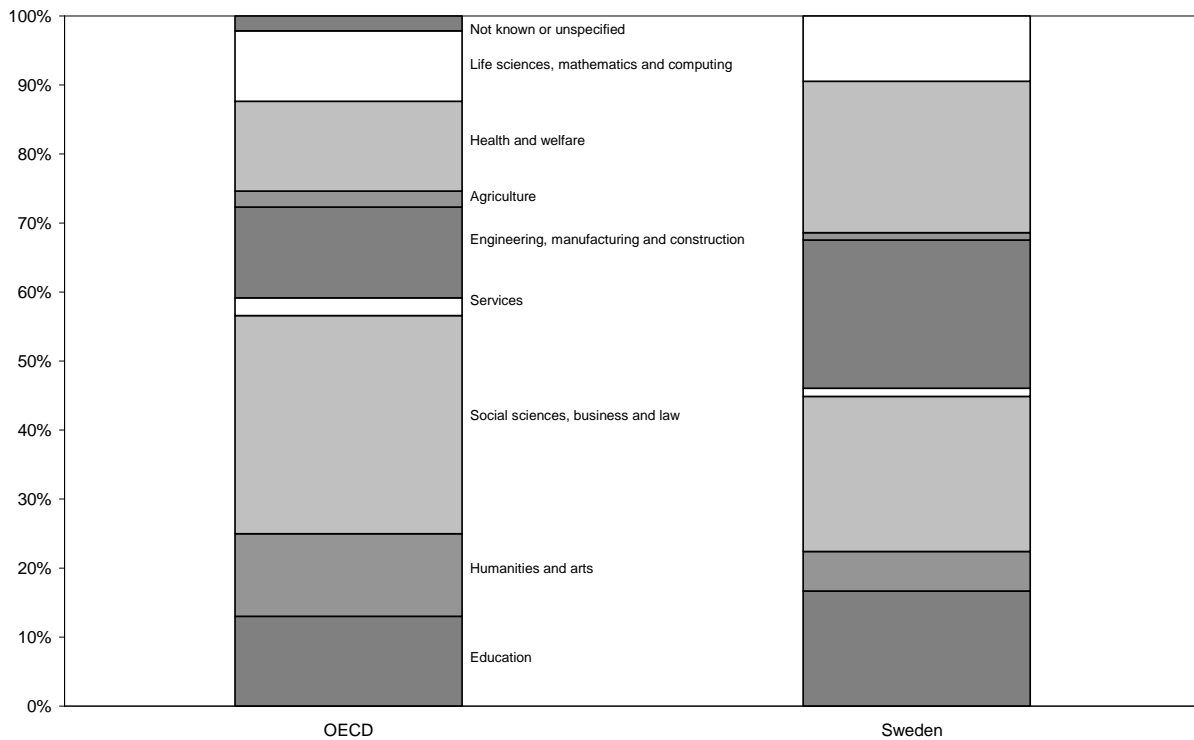 100%
90%
80%
70%
60%
50%
40%
30%
20%
10%
0%
Not known or unspecified
Life sciences, mathematics and computing
Health and welfare
Agriculture
Engineering, manufacturing and construction
Services
Social sciences, business and law
Humanities and arts
Education
OECD
Sweden